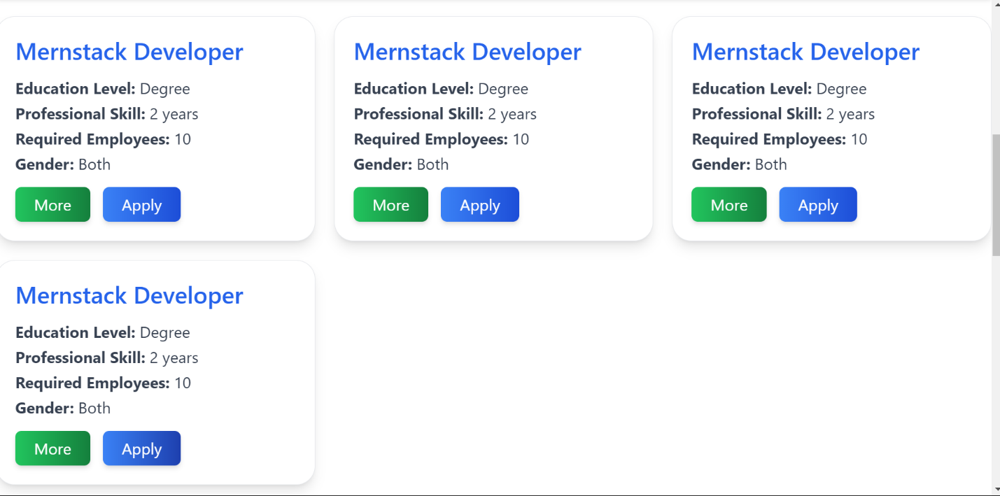 Mernstack Developer
Education Level: Degree
Professional Skill: 2 years
Required Employees: 10
Gender: Both
More
Apply
Mernstack Developer
Education Level: Degree
Professional Skill: 2 years
Required Employees: 10
Gender: Both
More
Apply
Mernstack Developer
Education Level: Degree
Professional Skill: 2 years
Required Employees: 10
Gender: Both
More
Apply
Mernstack Developer
Education Level: Degree
Professional Skill: 2 years
Required Employees: 10
Gender: Both
More
Apply